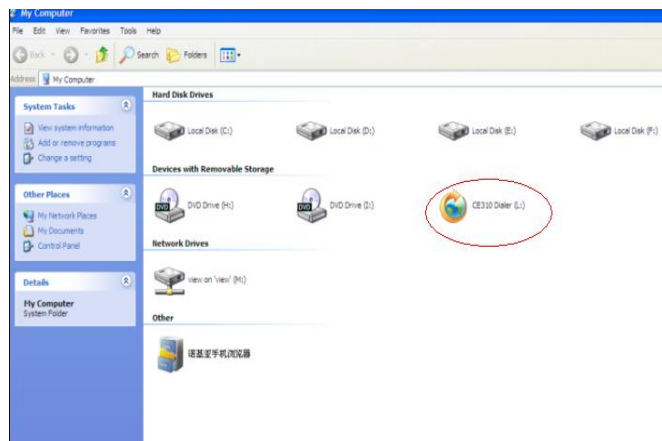 My Computer
File Edit View Favorites Tools Help
Back Search Folders
Address My Computer
System Tasks
View system information
Add or remove programs
Change a setting
Other Places
My Network Places
My Documents
Control Panel
Details
My Computer
System Folder
Hard Disk Drives
Local Disk (C:) Local Disk (D:) Local Disk (E:) Local Disk (F:)
Devices with Removable Storage
DVD Drive (H:) DVD Drive (I:) CE310 Dialer (L:)
Network Drives
view on 'view' (M:)
Other
诺基亚手机浏览器